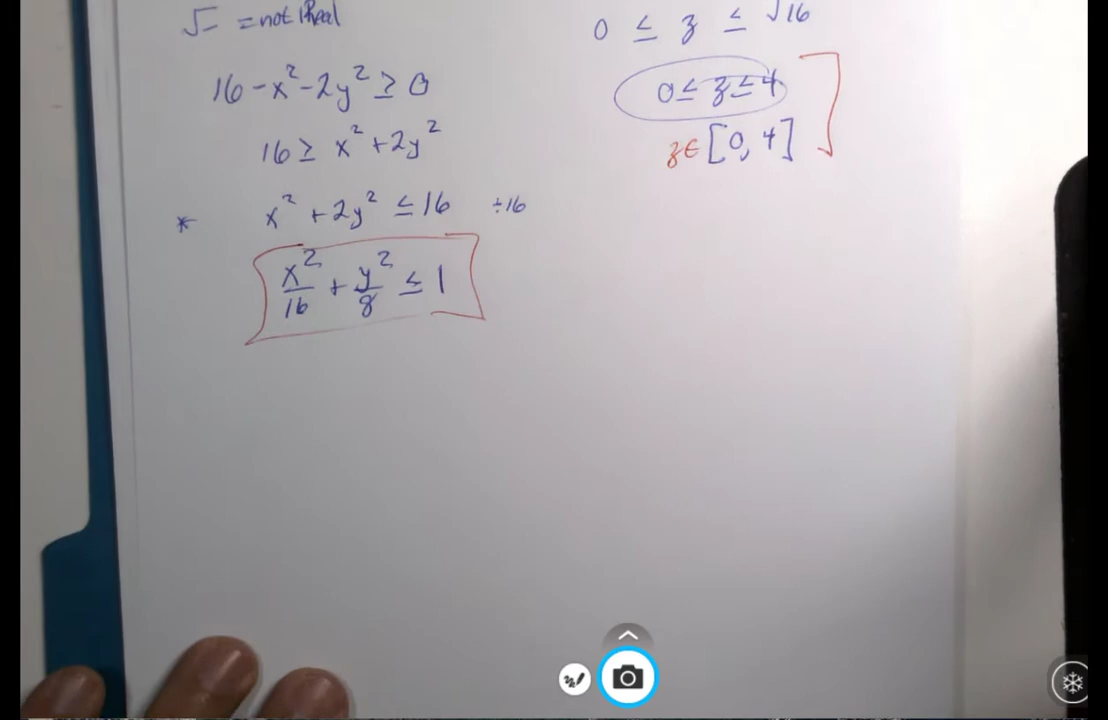 √− = not Real
16 - x² - 2y² ≥ 0
16 ≥ x² + 2y²
* x² + 2y² ≤ 16 ÷16
x²/16 + y²/8 ≤ 1
0 ≤ z ≤ √16
0 ≤ z ≤ 4
z ∈ [0, 4]